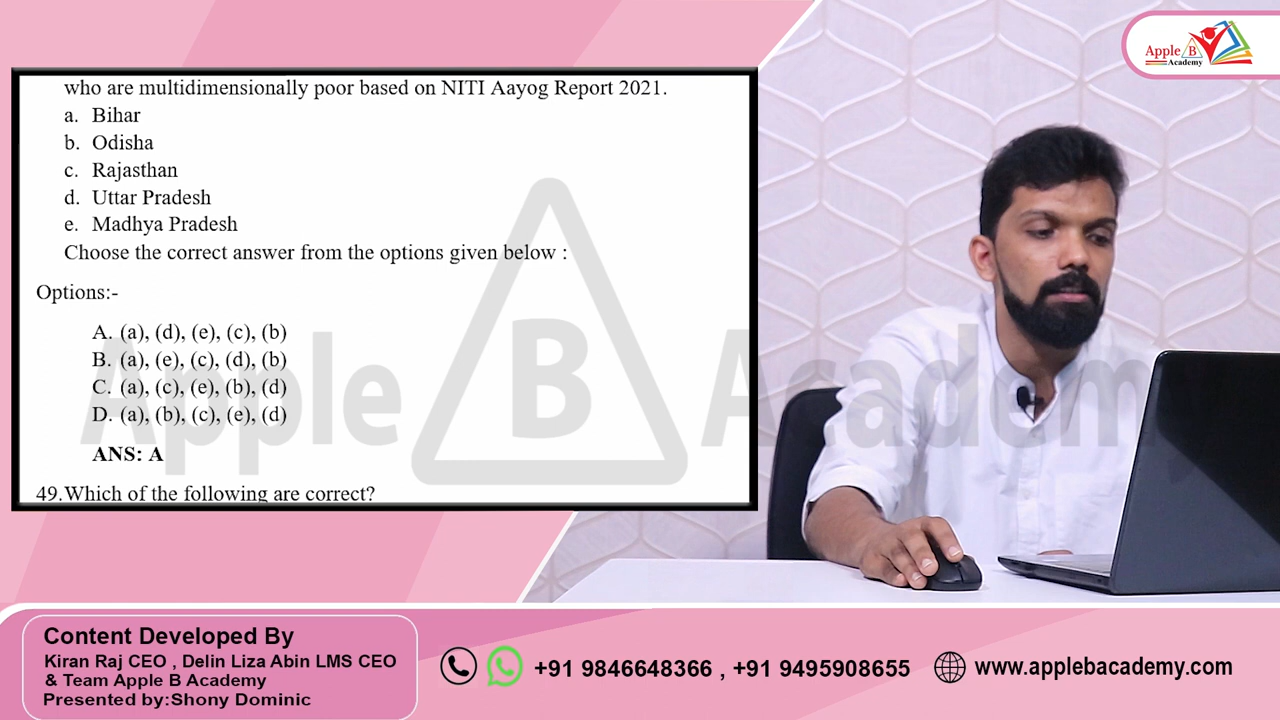 Apple B
Academy
who are multidimensionally poor based on NITI Aayog Report 2021.
a. Bihar
b. Odisha
c. Rajasthan
d. Uttar Pradesh
e. Madhya Pradesh
Choose the correct answer from the options given below :
Options:-
A. (a), (d), (e), (c), (b)
B. (a), (e), (c), (d), (b)
C. (a), (c), (e), (b), (d)
D. (a), (b), (c), (e), (d)
ANS: A
49.Which of the following are correct?
Apple B Academy
Content Developed By
Kiran Raj CEO , Delin Liza Abin LMS CEO
& Team Apple B Academy
Presented by:Shony Dominic
+91 9846648366 , +91 9495908655
www.applebacademy.com